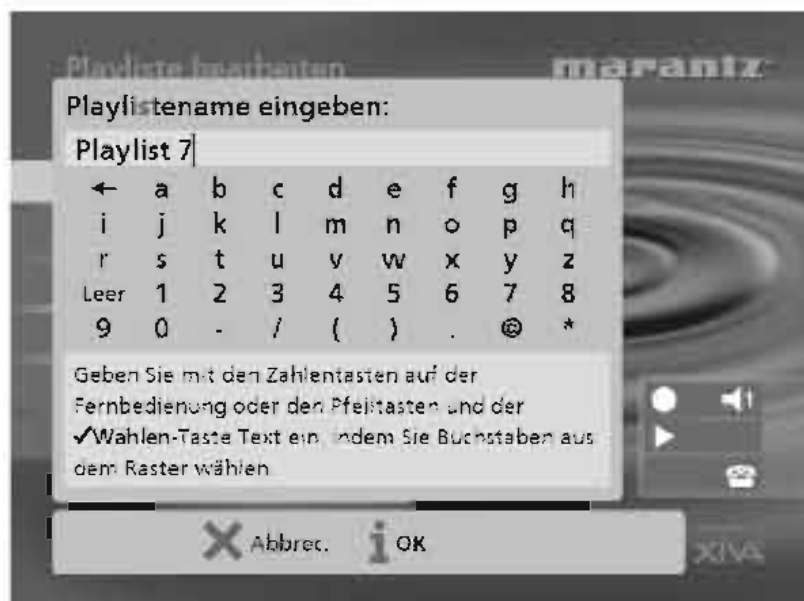 Playliste bearbeiten
marantz
Playlistename eingeben:
Playlist 7
← a b c d e f g h
i j k l m n o p q
r s t u v w x y z
Leer 1 2 3 4 5 6 7 8
9 0 - / ( ) . © *
Geben Sie mit den Zahlentasten auf der
Fernbedienung oder den Pfeiltasten und der
✓Wählen-Taste Text ein, indem Sie Buchstaben aus
dem Raster wählen
1
Abbrec. OK
XIVA